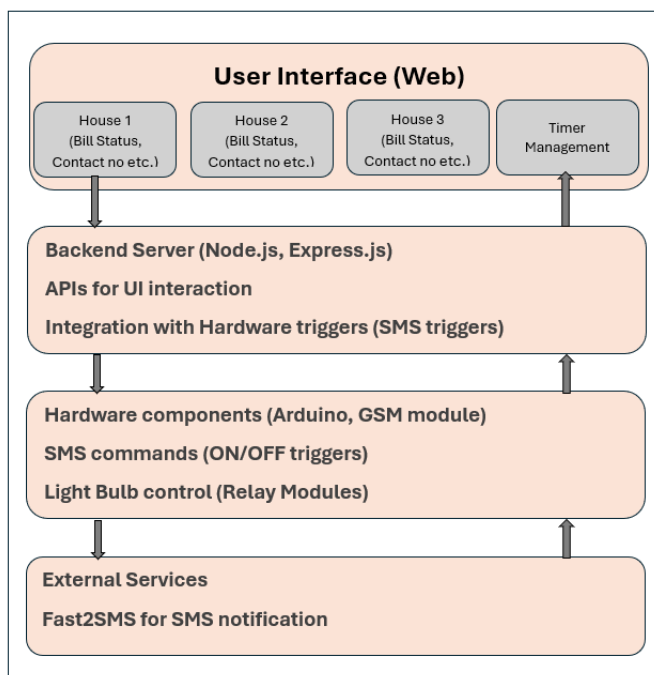 User Interface (Web)
House 1
(Bill Status,
Contact no etc.)
House 2
(Bill Status,
Contact no etc.)
House 3
(Bill Status,
Contact no etc.)
Timer
Management
Backend Server (Node.js, Express.js)
APIs for UI interaction
Integration with Hardware triggers (SMS triggers)
Hardware components (Arduino, GSM module)
SMS commands (ON/OFF triggers)
Light Bulb control (Relay Modules)
External Services
Fast2SMS for SMS notification